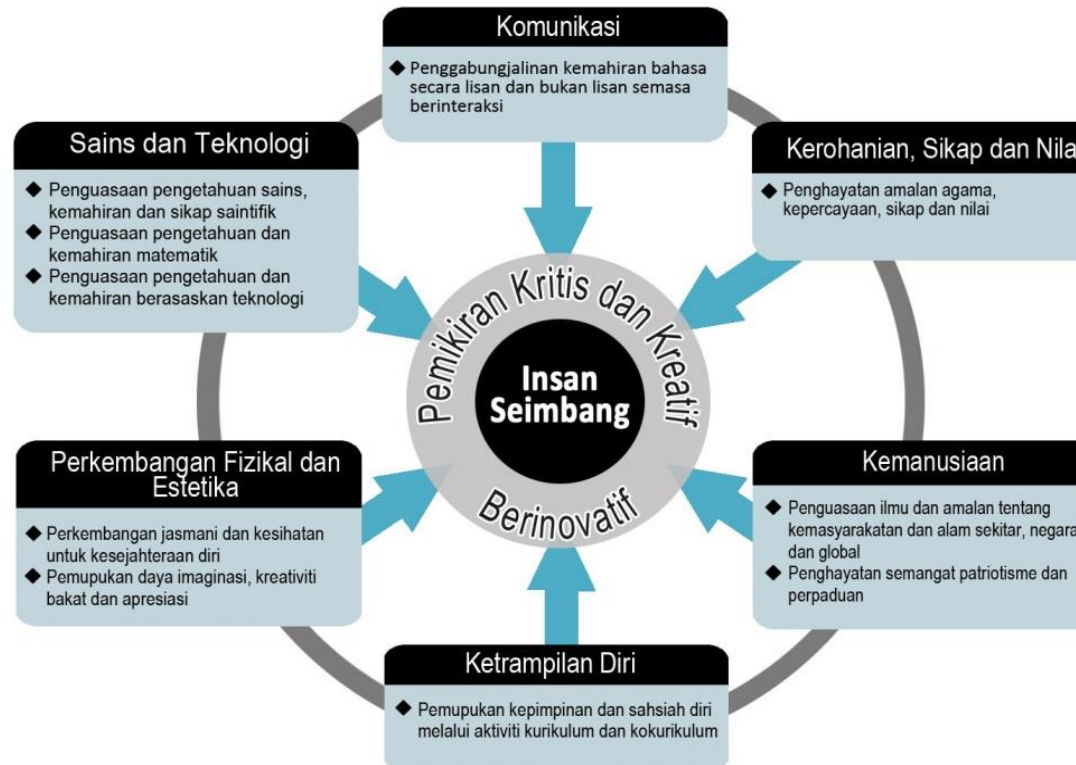 Komunikasi
◆ Penggabungjalinan kemahiran bahasa
secara lisan dan bukan lisan semasa
berinteraksi
Sains dan Teknologi
◆ Penguasaan pengetahuan sains,
kemahiran dan sikap saintifik
◆ Penguasaan pengetahuan dan
kemahiran matematik
◆ Penguasaan pengetahuan dan
kemahiran berasaskan teknologi
Kerohanian, Sikap dan Nila
◆ Penghayatan amalan agama,
kepercayaan, sikap dan nilai
Pemikiran Kritis dan Kreatif
Insan
Seimbang
Berinovatif
Perkembangan Fizikal dan
Estetika
◆ Perkembangan jasmani dan kesihatan
untuk kesejahteraan diri
◆ Pemupukan daya imaginasi, kreativiti
bakat dan apresiasi
Kemanusiaan
◆ Penguasaan ilmu dan amalan tentang
kemasyarakatan dan alam sekitar, negara
dan global
◆ Penghayatan semangat patriotisme dan
perpaduan
Ketrampilan Diri
◆ Pemupukan kepimpinan dan sahsiah diri
melalui aktiviti kurikulum dan kokurikulum